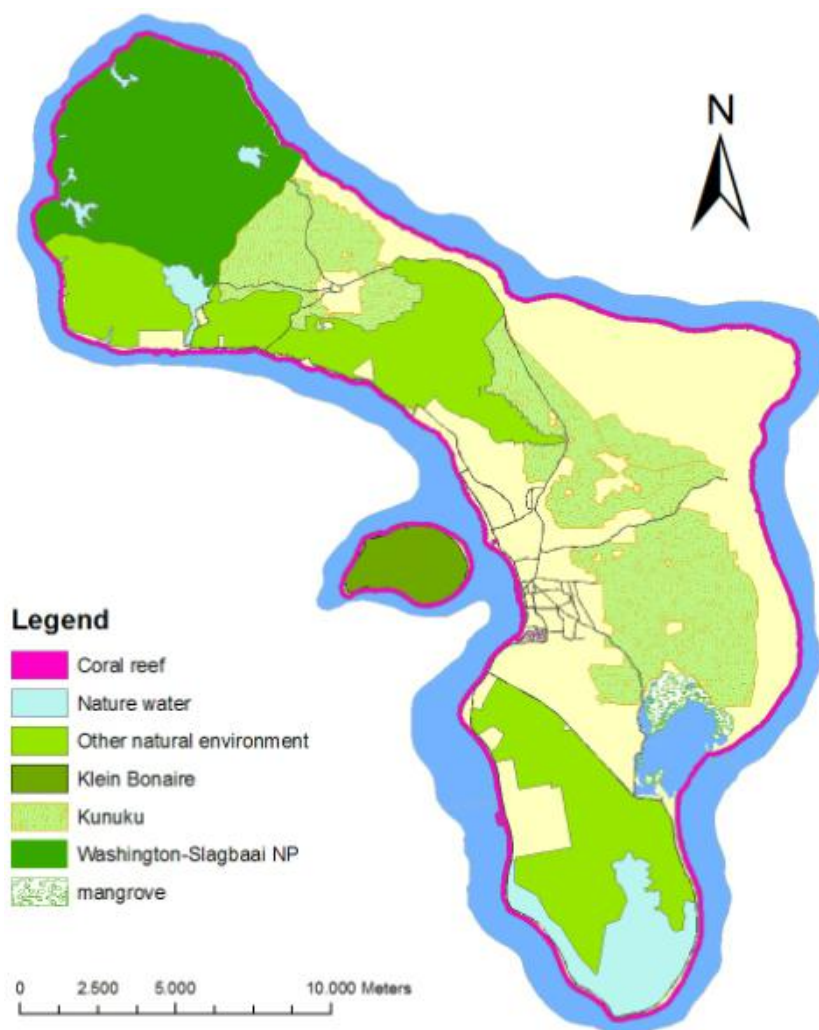 N
Legend
Coral reef
Nature water
Other natural environment
Klein Bonaire
Kunuku
Washington-Slagbaai NP
mangrove
0 2.500 5.000 10.000 Meters